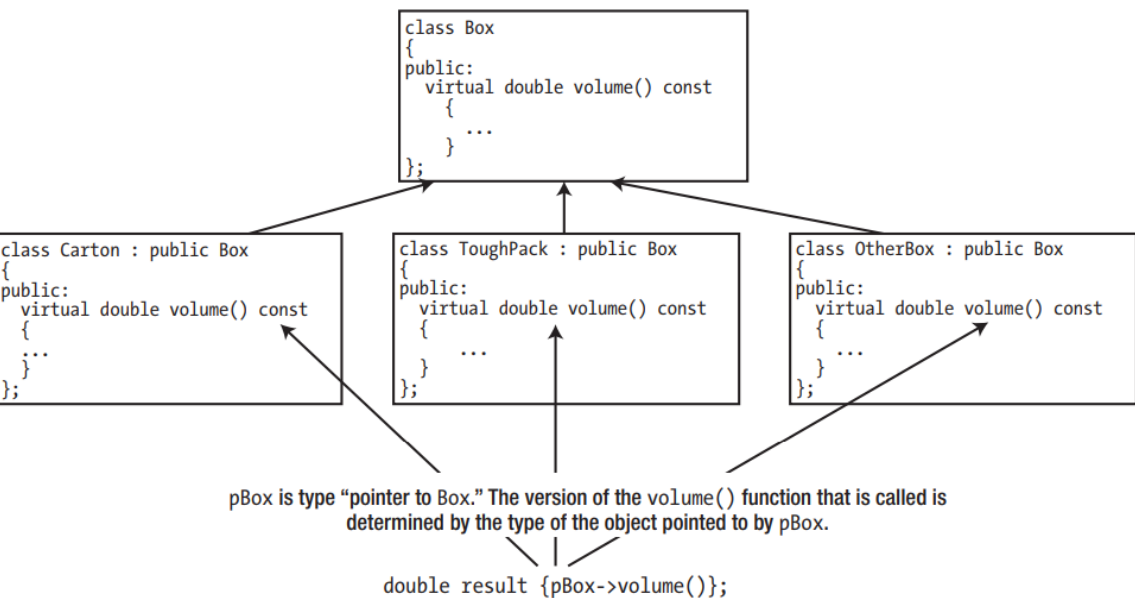 class Box
{
public:
  virtual double volume() const
    {
      ...
    }
};
class Carton : public Box
{
public:
  virtual double volume() const
  {
  ...
  }
};
class ToughPack : public Box
{
public:
  virtual double volume() const
  {
     ...
  }
};
class OtherBox : public Box
{
public:
  virtual double volume() const
  {
    ...
  }
};
pBox is type “pointer to Box.” The version of the volume() function that is called is
determined by the type of the object pointed to by pBox.
double result {pBox->volume()};